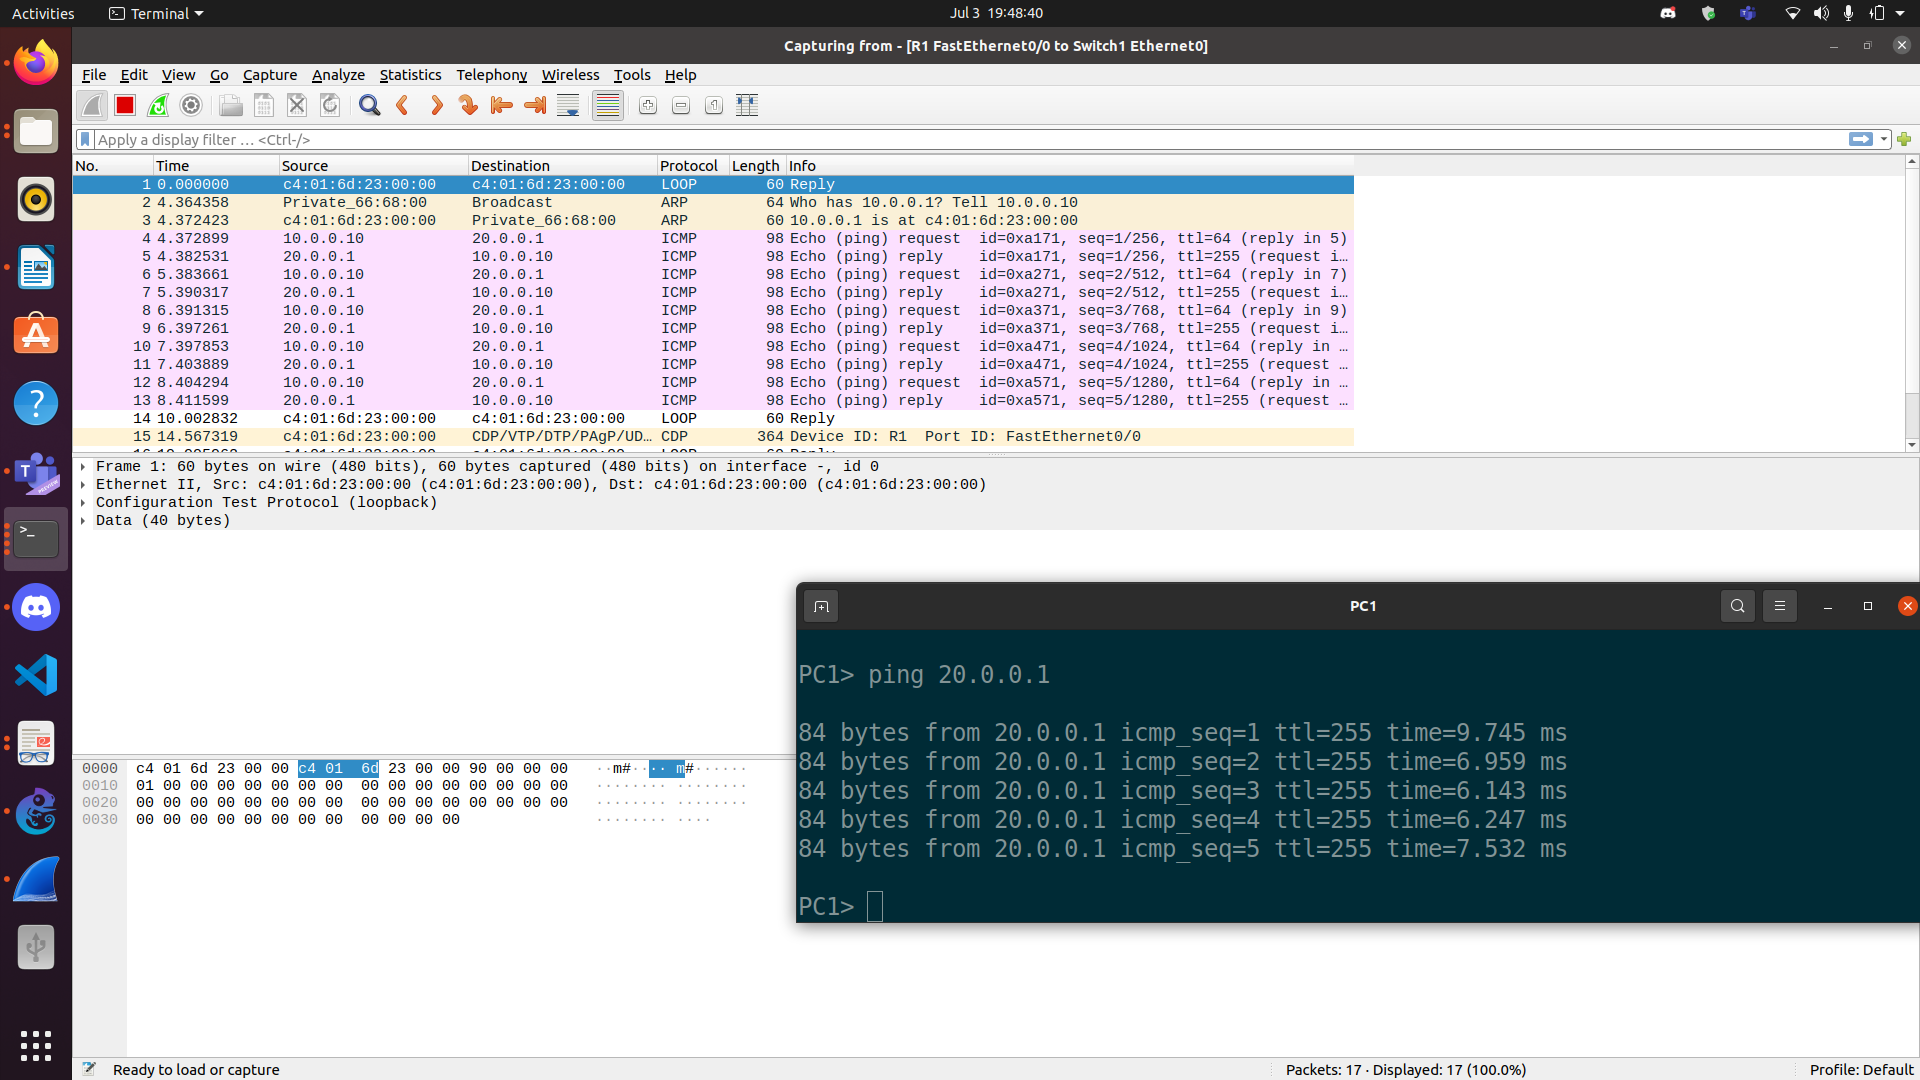 Activities Terminal Jul 3 19:48:40
Capturing from - [R1 FastEthernet0/0 to Switch1 Ethernet0]
File Edit View Go Capture Analyze Statistics Telephony Wireless Tools Help
Apply a display filter … <Ctrl-/>
No. Time Source Destination Protocol Length Info
1 0.000000 c4:01:6d:23:00:00 c4:01:6d:23:00:00 LOOP 60 Reply
2 4.364358 Private_66:68:00 Broadcast ARP 64 Who has 10.0.0.1? Tell 10.0.0.10
3 4.372423 c4:01:6d:23:00:00 Private_66:68:00 ARP 60 10.0.0.1 is at c4:01:6d:23:00:00
4 4.372899 10.0.0.10 20.0.0.1 ICMP 98 Echo (ping) request id=0xa171, seq=1/256, ttl=64 (reply in 5)
5 4.382531 20.0.0.1 10.0.0.10 ICMP 98 Echo (ping) reply id=0xa171, seq=1/256, ttl=255 (request i…
6 5.383661 10.0.0.10 20.0.0.1 ICMP 98 Echo (ping) request id=0xa271, seq=2/512, ttl=64 (reply in 7)
7 5.390317 20.0.0.1 10.0.0.10 ICMP 98 Echo (ping) reply id=0xa271, seq=2/512, ttl=255 (request i…
8 6.391315 10.0.0.10 20.0.0.1 ICMP 98 Echo (ping) request id=0xa371, seq=3/768, ttl=64 (reply in 9)
9 6.397261 20.0.0.1 10.0.0.10 ICMP 98 Echo (ping) reply id=0xa371, seq=3/768, ttl=255 (request i…
10 7.397853 10.0.0.10 20.0.0.1 ICMP 98 Echo (ping) request id=0xa471, seq=4/1024, ttl=64 (reply in …
11 7.403889 20.0.0.1 10.0.0.10 ICMP 98 Echo (ping) reply id=0xa471, seq=4/1024, ttl=255 (request …
12 8.404294 10.0.0.10 20.0.0.1 ICMP 98 Echo (ping) request id=0xa571, seq=5/1280, ttl=64 (reply in …
13 8.411599 20.0.0.1 10.0.0.10 ICMP 98 Echo (ping) reply id=0xa571, seq=5/1280, ttl=255 (request …
14 10.002832 c4:01:6d:23:00:00 c4:01:6d:23:00:00 LOOP 60 Reply
15 14.567319 c4:01:6d:23:00:00 CDP/VTP/DTP/PAgP/UD… CDP 364 Device ID: R1 Port ID: FastEthernet0/0
Frame 1: 60 bytes on wire (480 bits), 60 bytes captured (480 bits) on interface -, id 0
Ethernet II, Src: c4:01:6d:23:00:00 (c4:01:6d:23:00:00), Dst: c4:01:6d:23:00:00 (c4:01:6d:23:00:00)
Configuration Test Protocol (loopback)
Data (40 bytes)
0000 c4 01 6d 23 00 00 c4 01 6d 23 00 00 90 00 00 00 ··m#···· m#······
0010 01 00 00 00 00 00 00 00 00 00 00 00 00 00 00 00 ········ ········
0020 00 00 00 00 00 00 00 00 00 00 00 00 00 00 00 00 ········ ········
0030 00 00 00 00 00 00 00 00 00 00 00 00 ········ ····
PC1
PC1> ping 20.0.0.1
84 bytes from 20.0.0.1 icmp_seq=1 ttl=255 time=9.745 ms
84 bytes from 20.0.0.1 icmp_seq=2 ttl=255 time=6.959 ms
84 bytes from 20.0.0.1 icmp_seq=3 ttl=255 time=6.143 ms
84 bytes from 20.0.0.1 icmp_seq=4 ttl=255 time=6.247 ms
84 bytes from 20.0.0.1 icmp_seq=5 ttl=255 time=7.532 ms
PC1>
Ready to load or capture Packets: 17 · Displayed: 17 (100.0%) Profile: Default